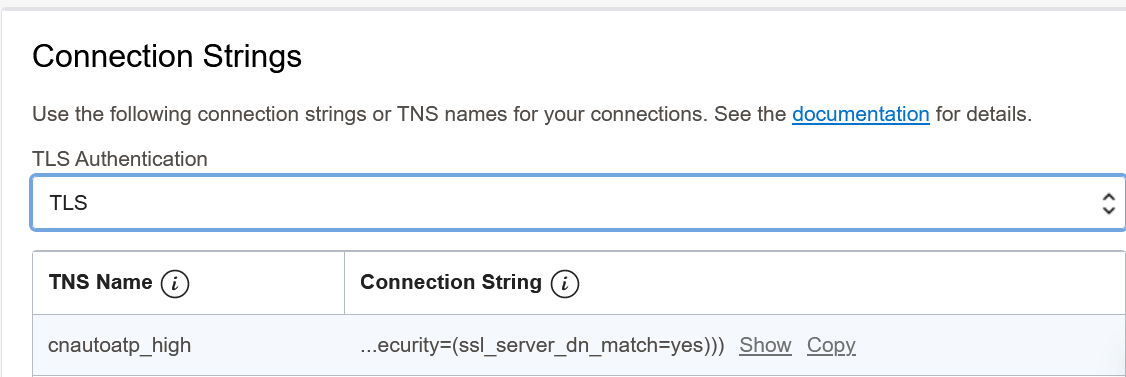 Connection Strings
Use the following connection strings or TNS names for your connections. See the documentation for details.
TLS Authentication
TLS
TNS Name i Connection String i
cnautoatp_high ...ecurity=(ssl_server_dn_match=yes))) Show Copy